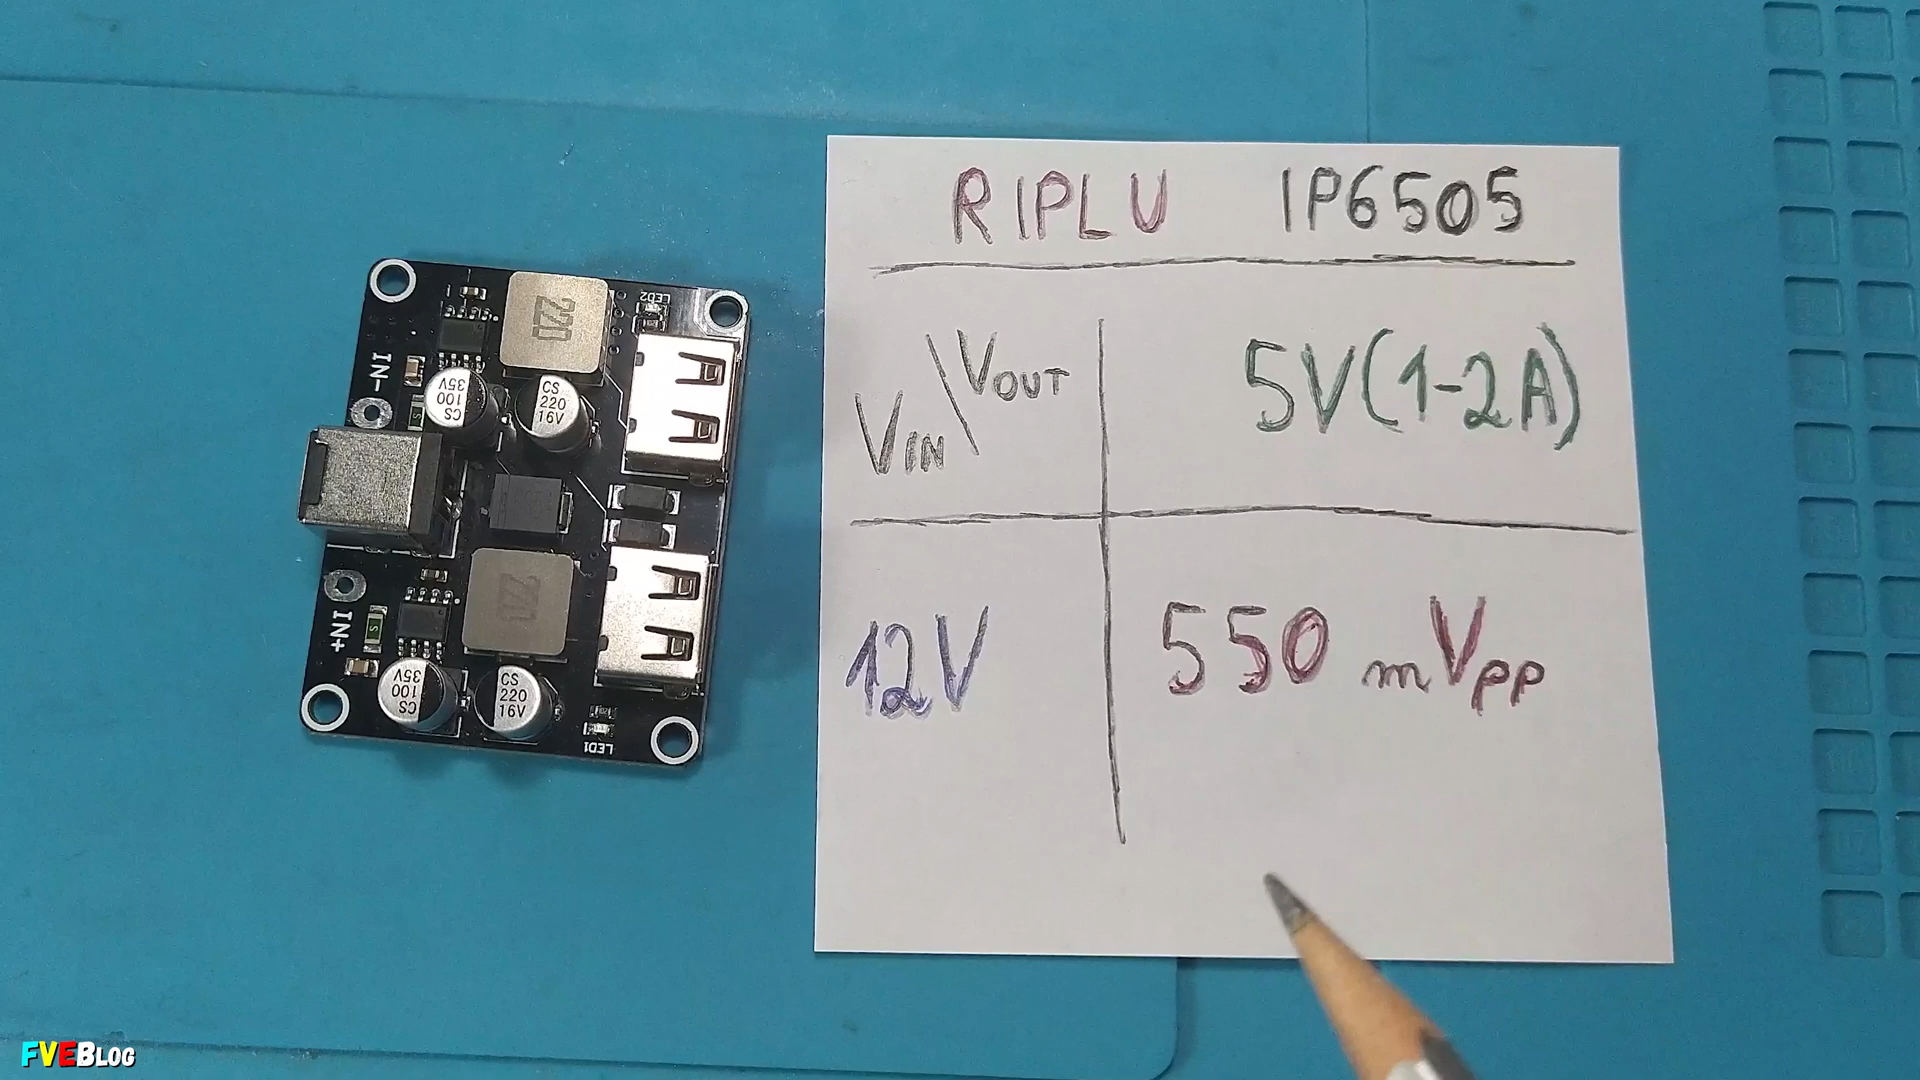 RIPLU IP6505
VIN\VOUT 5V(1-2A)
12V 550 mVpp
LED2
220
IN-
CS
100
35V
CS
220
16V
IN+
S
CS
100
35V
CS
220
16V
LED1
FVEBLOG